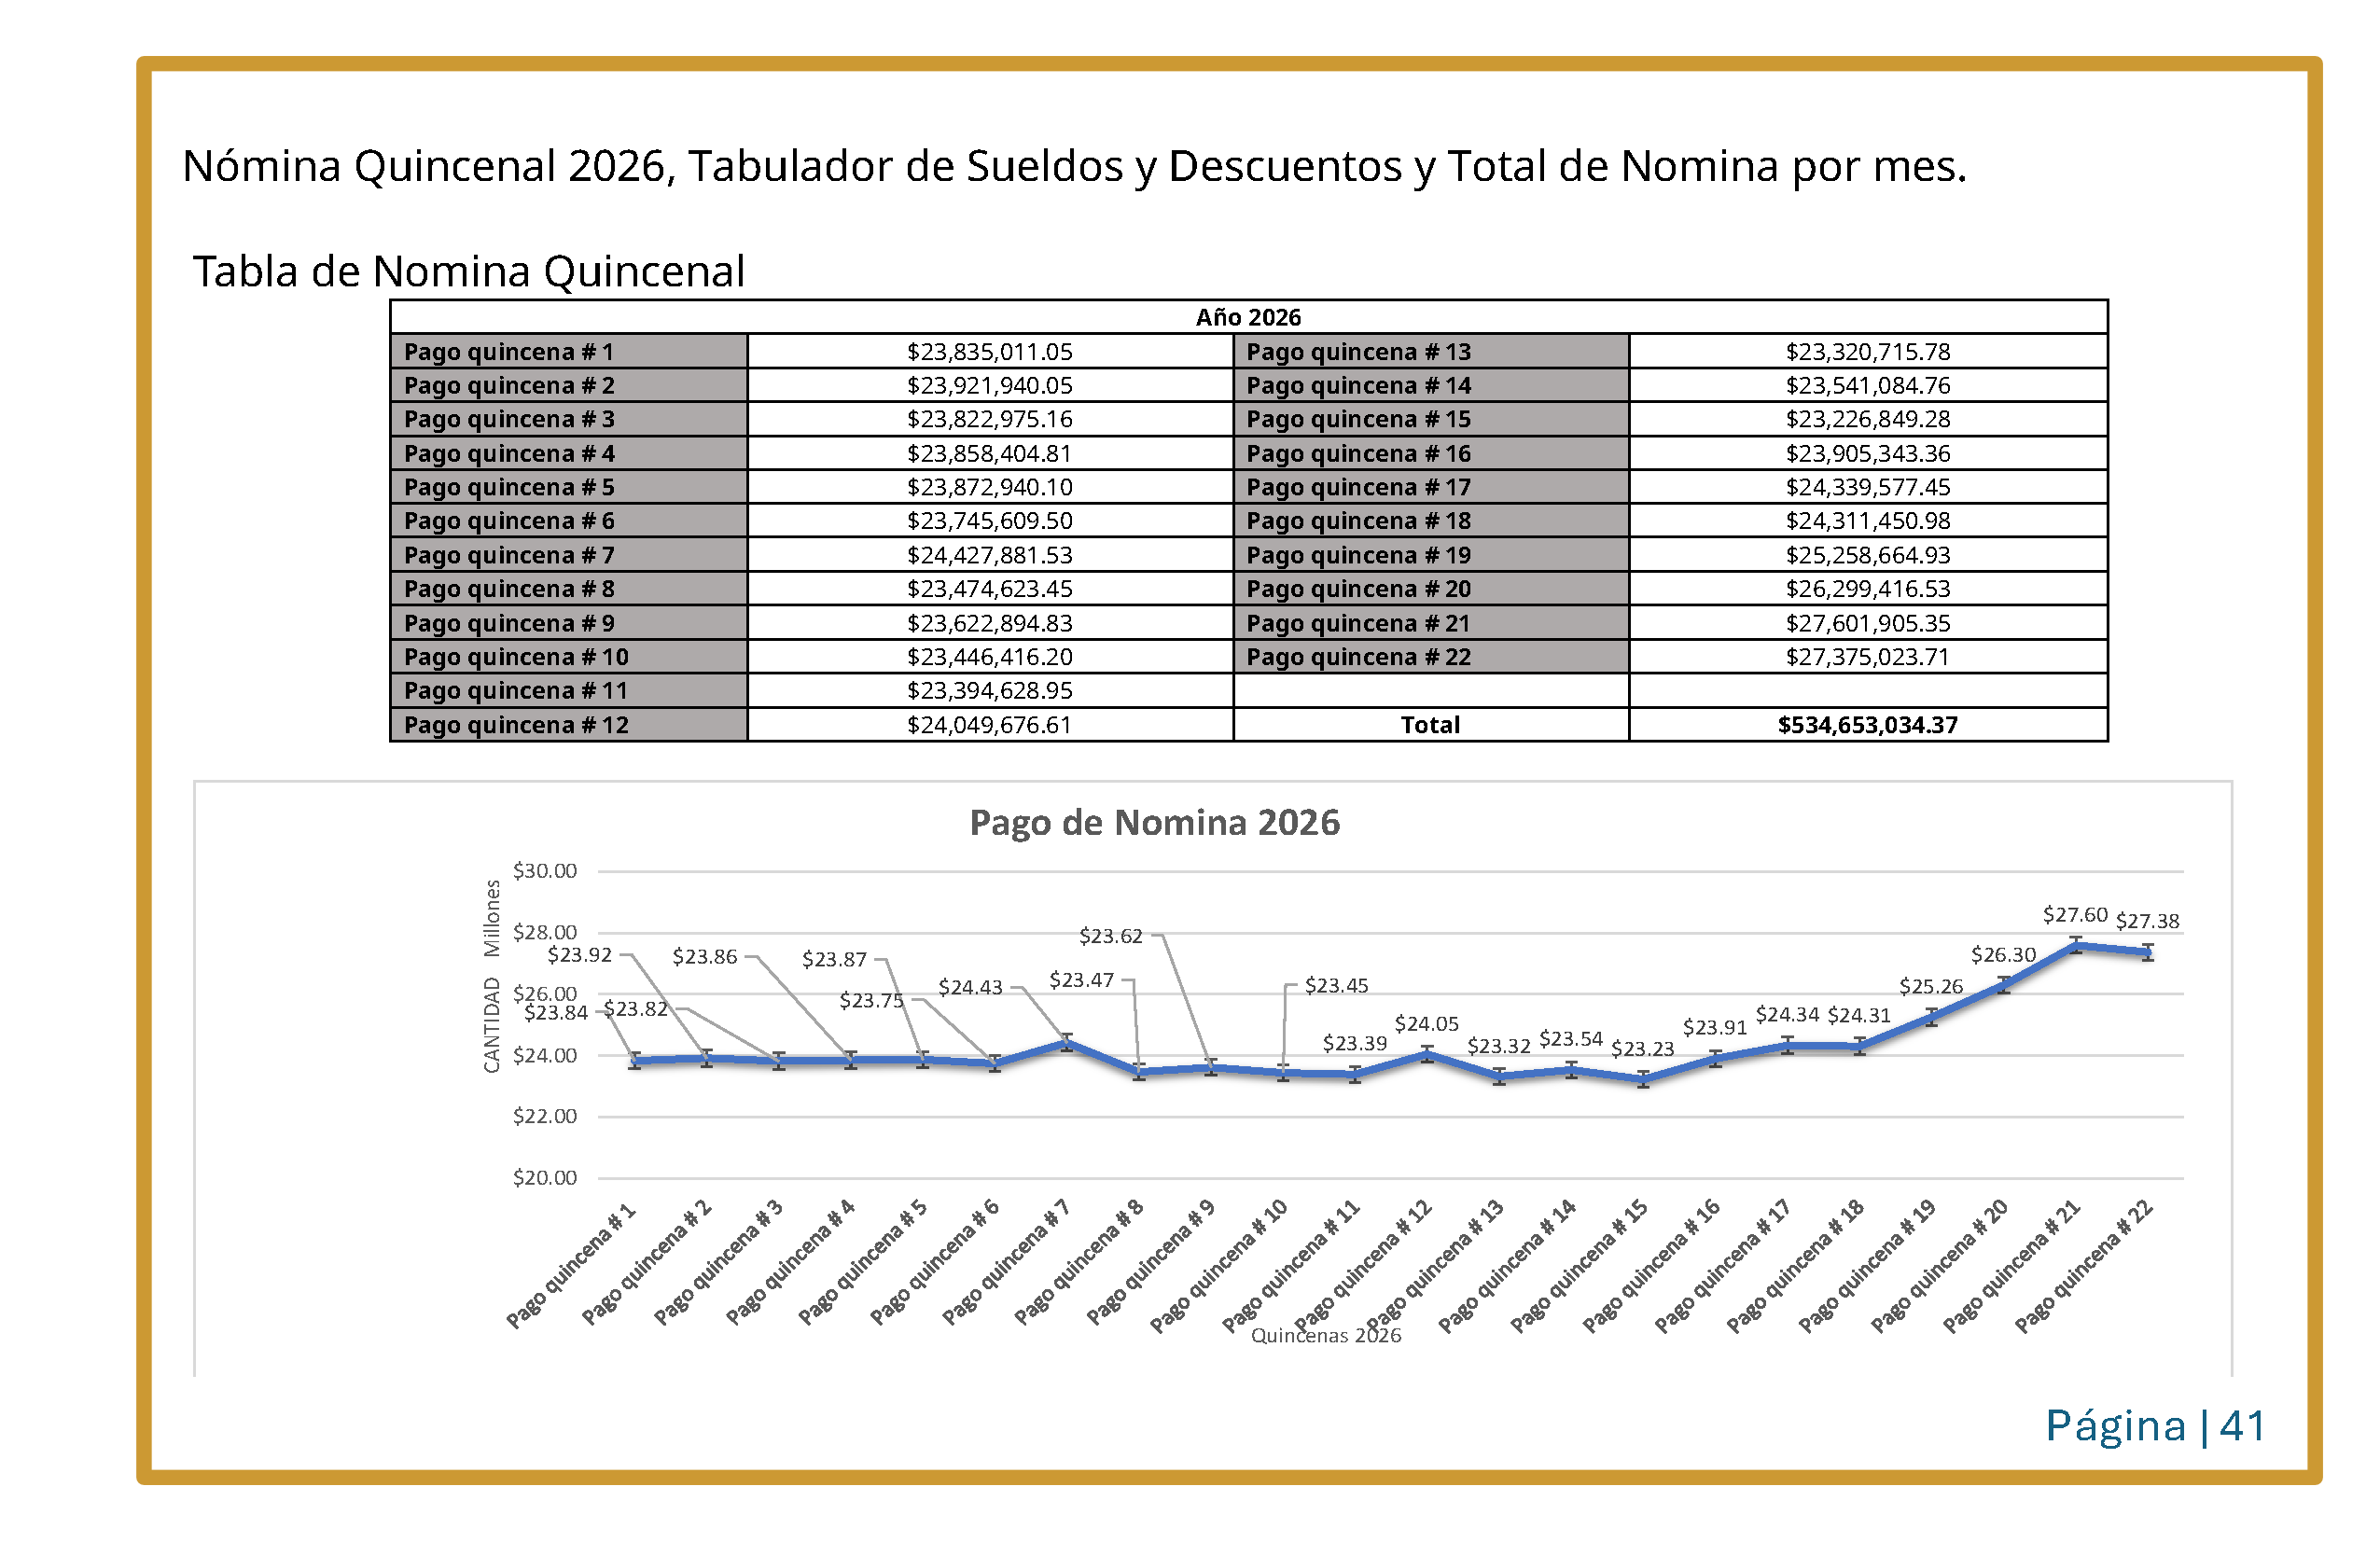 Nómina Quincenal 2026, Tabulador de Sueldos y Descuentos y Total de Nomina por mes.
Tabla de Nomina Quincenal
Año 2026
Pago quincena # 1 $23,835,011.05 Pago quincena # 13 $23,320,715.78
Pago quincena # 2 $23,921,940.05 Pago quincena # 14 $23,541,084.76
Pago quincena # 3 $23,822,975.16 Pago quincena # 15 $23,226,849.28
Pago quincena # 4 $23,858,404.81 Pago quincena # 16 $23,905,343.36
Pago quincena # 5 $23,872,940.10 Pago quincena # 17 $24,339,577.45
Pago quincena # 6 $23,745,609.50 Pago quincena # 18 $24,311,450.98
Pago quincena # 7 $24,427,881.53 Pago quincena # 19 $25,258,664.93
Pago quincena # 8 $23,474,623.45 Pago quincena # 20 $26,299,416.53
Pago quincena # 9 $23,622,894.83 Pago quincena # 21 $27,601,905.35
Pago quincena # 10 $23,446,416.20 Pago quincena # 22 $27,375,023.71
Pago quincena # 11 $23,394,628.95
Pago quincena # 12 $24,049,676.61 Total $534,653,034.37
Pago de Nomina 2026
CANTIDAD Millones
$30.00
$28.00
$26.00
$24.00
$22.00
$20.00
$23.84
$23.92
$23.82
$23.86
$23.87
$23.75
$24.43
$23.47
$23.62
$23.45
$23.39
$24.05
$23.32
$23.54
$23.23
$23.91
$24.34
$24.31
$25.26
$26.30
$27.60
$27.38
Pago quincena # 1
Pago quincena # 2
Pago quincena # 3
Pago quincena # 4
Pago quincena # 5
Pago quincena # 6
Pago quincena # 7
Pago quincena # 8
Pago quincena # 9
Pago quincena # 10
Pago quincena # 11
Pago quincena # 12
Pago quincena # 13
Pago quincena # 14
Pago quincena # 15
Pago quincena # 16
Pago quincena # 17
Pago quincena # 18
Pago quincena # 19
Pago quincena # 20
Pago quincena # 21
Pago quincena # 22
Quincenas 2026
Página | 41